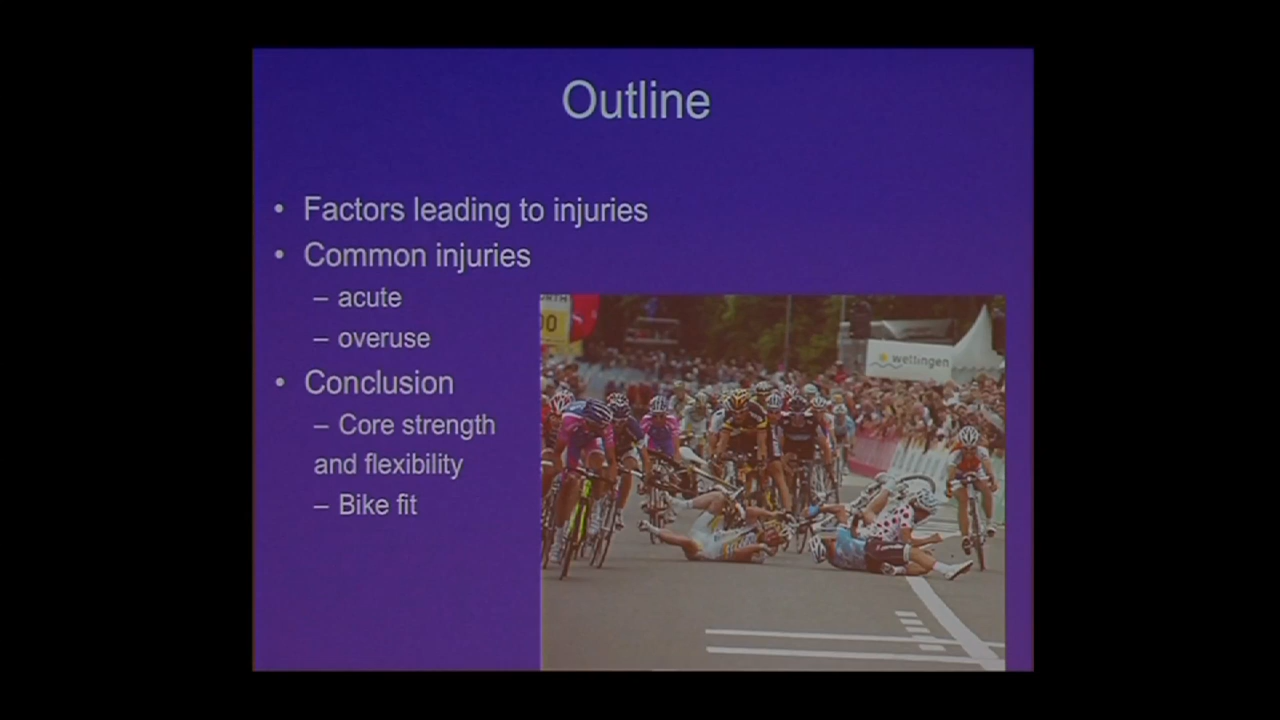 Outline
• Factors leading to injuries
• Common injuries
– acute
– overuse
• Conclusion
– Core strength
and flexibility
– Bike fit
wettingen